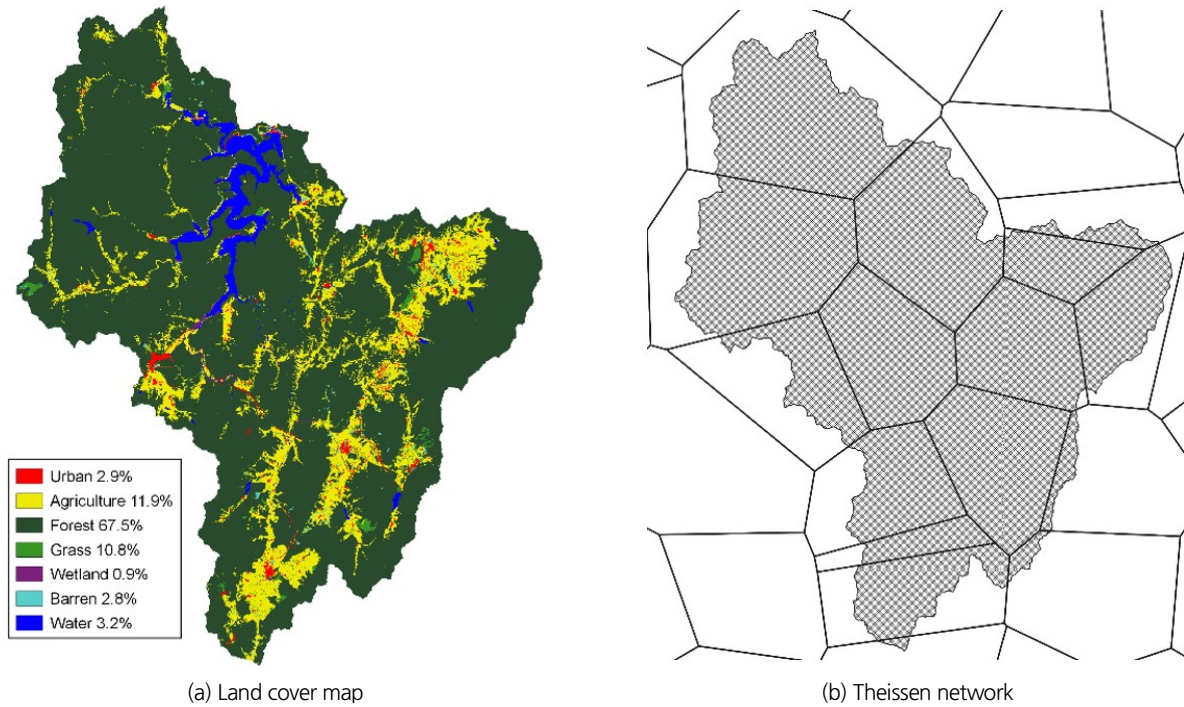 Urban 2.9%
Agriculture 11.9%
Forest 67.5%
Grass 10.8%
Wetland 0.9%
Barren 2.8%
Water 3.2%
(a) Land cover map
(b) Theissen network